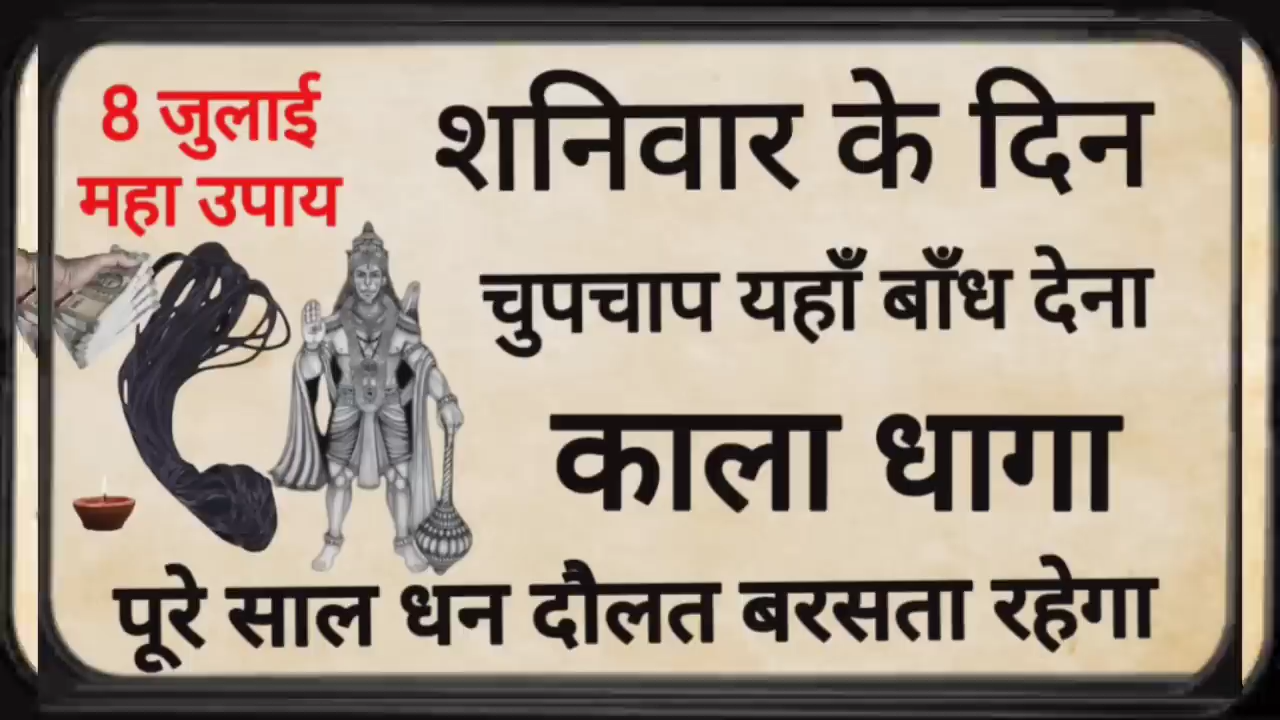 8 जुलाई
महा उपाय
शनिवार के दिन
चुपचाप यहाँ बाँध देना
काला धागा
पूरे साल धन दौलत बरसता रहेगा